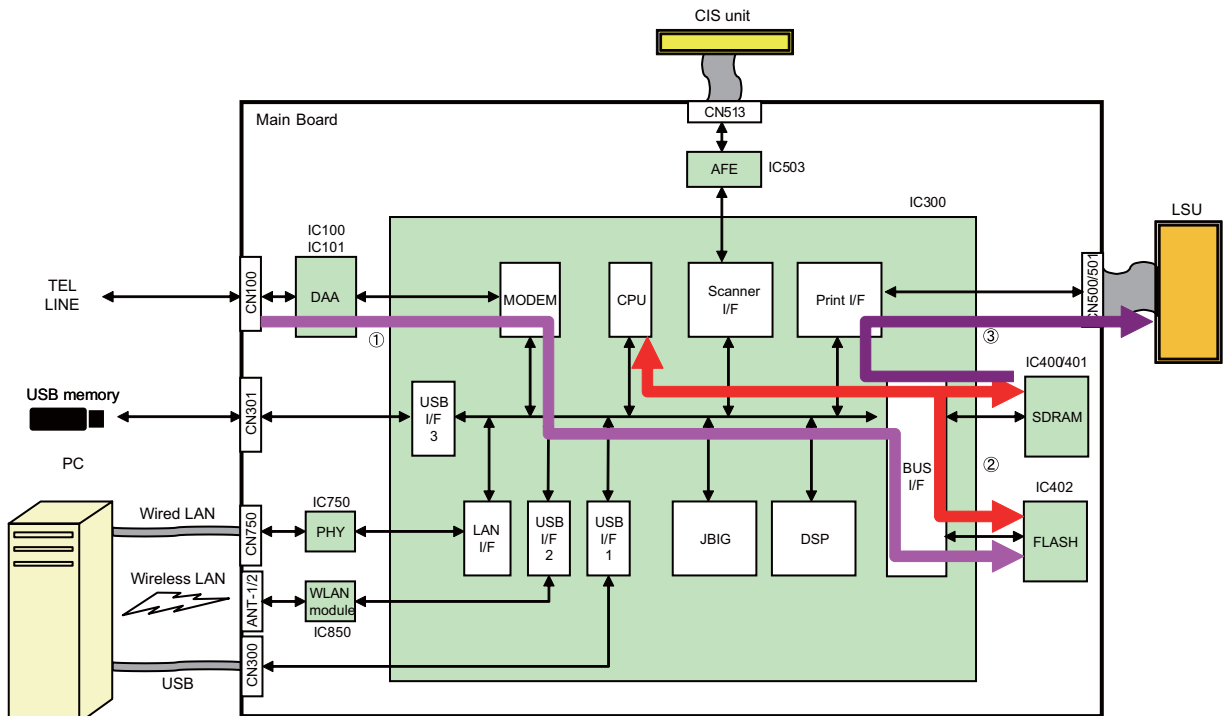 CIS unit
CN513
Main Board
AFE
IC503
IC300
LSU
IC100
IC101
TEL
LINE
CN100
DAA
MODEM
CPU
Scanner
I/F
Print I/F
CN500/501
①
③
IC400/401
USB memory
CN301
USB
I/F
3
SDRAM
PC
BUS
I/F
②
IC402
IC750
Wired LAN
CN750
PHY
LAN
I/F
USB
I/F
2
USB
I/F
1
JBIG
DSP
FLASH
Wireless LAN
ANT-1/2
WLAN
module
IC850
CN300
USB